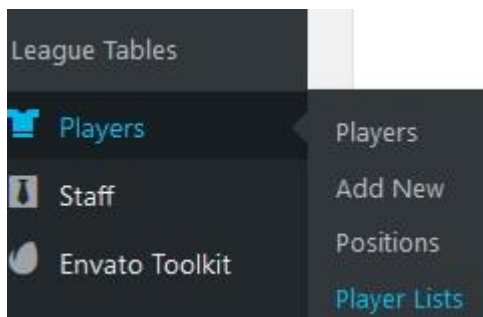 League Tables
Players
Staff
Envato Toolkit
Players
Add New
Positions
Player Lists